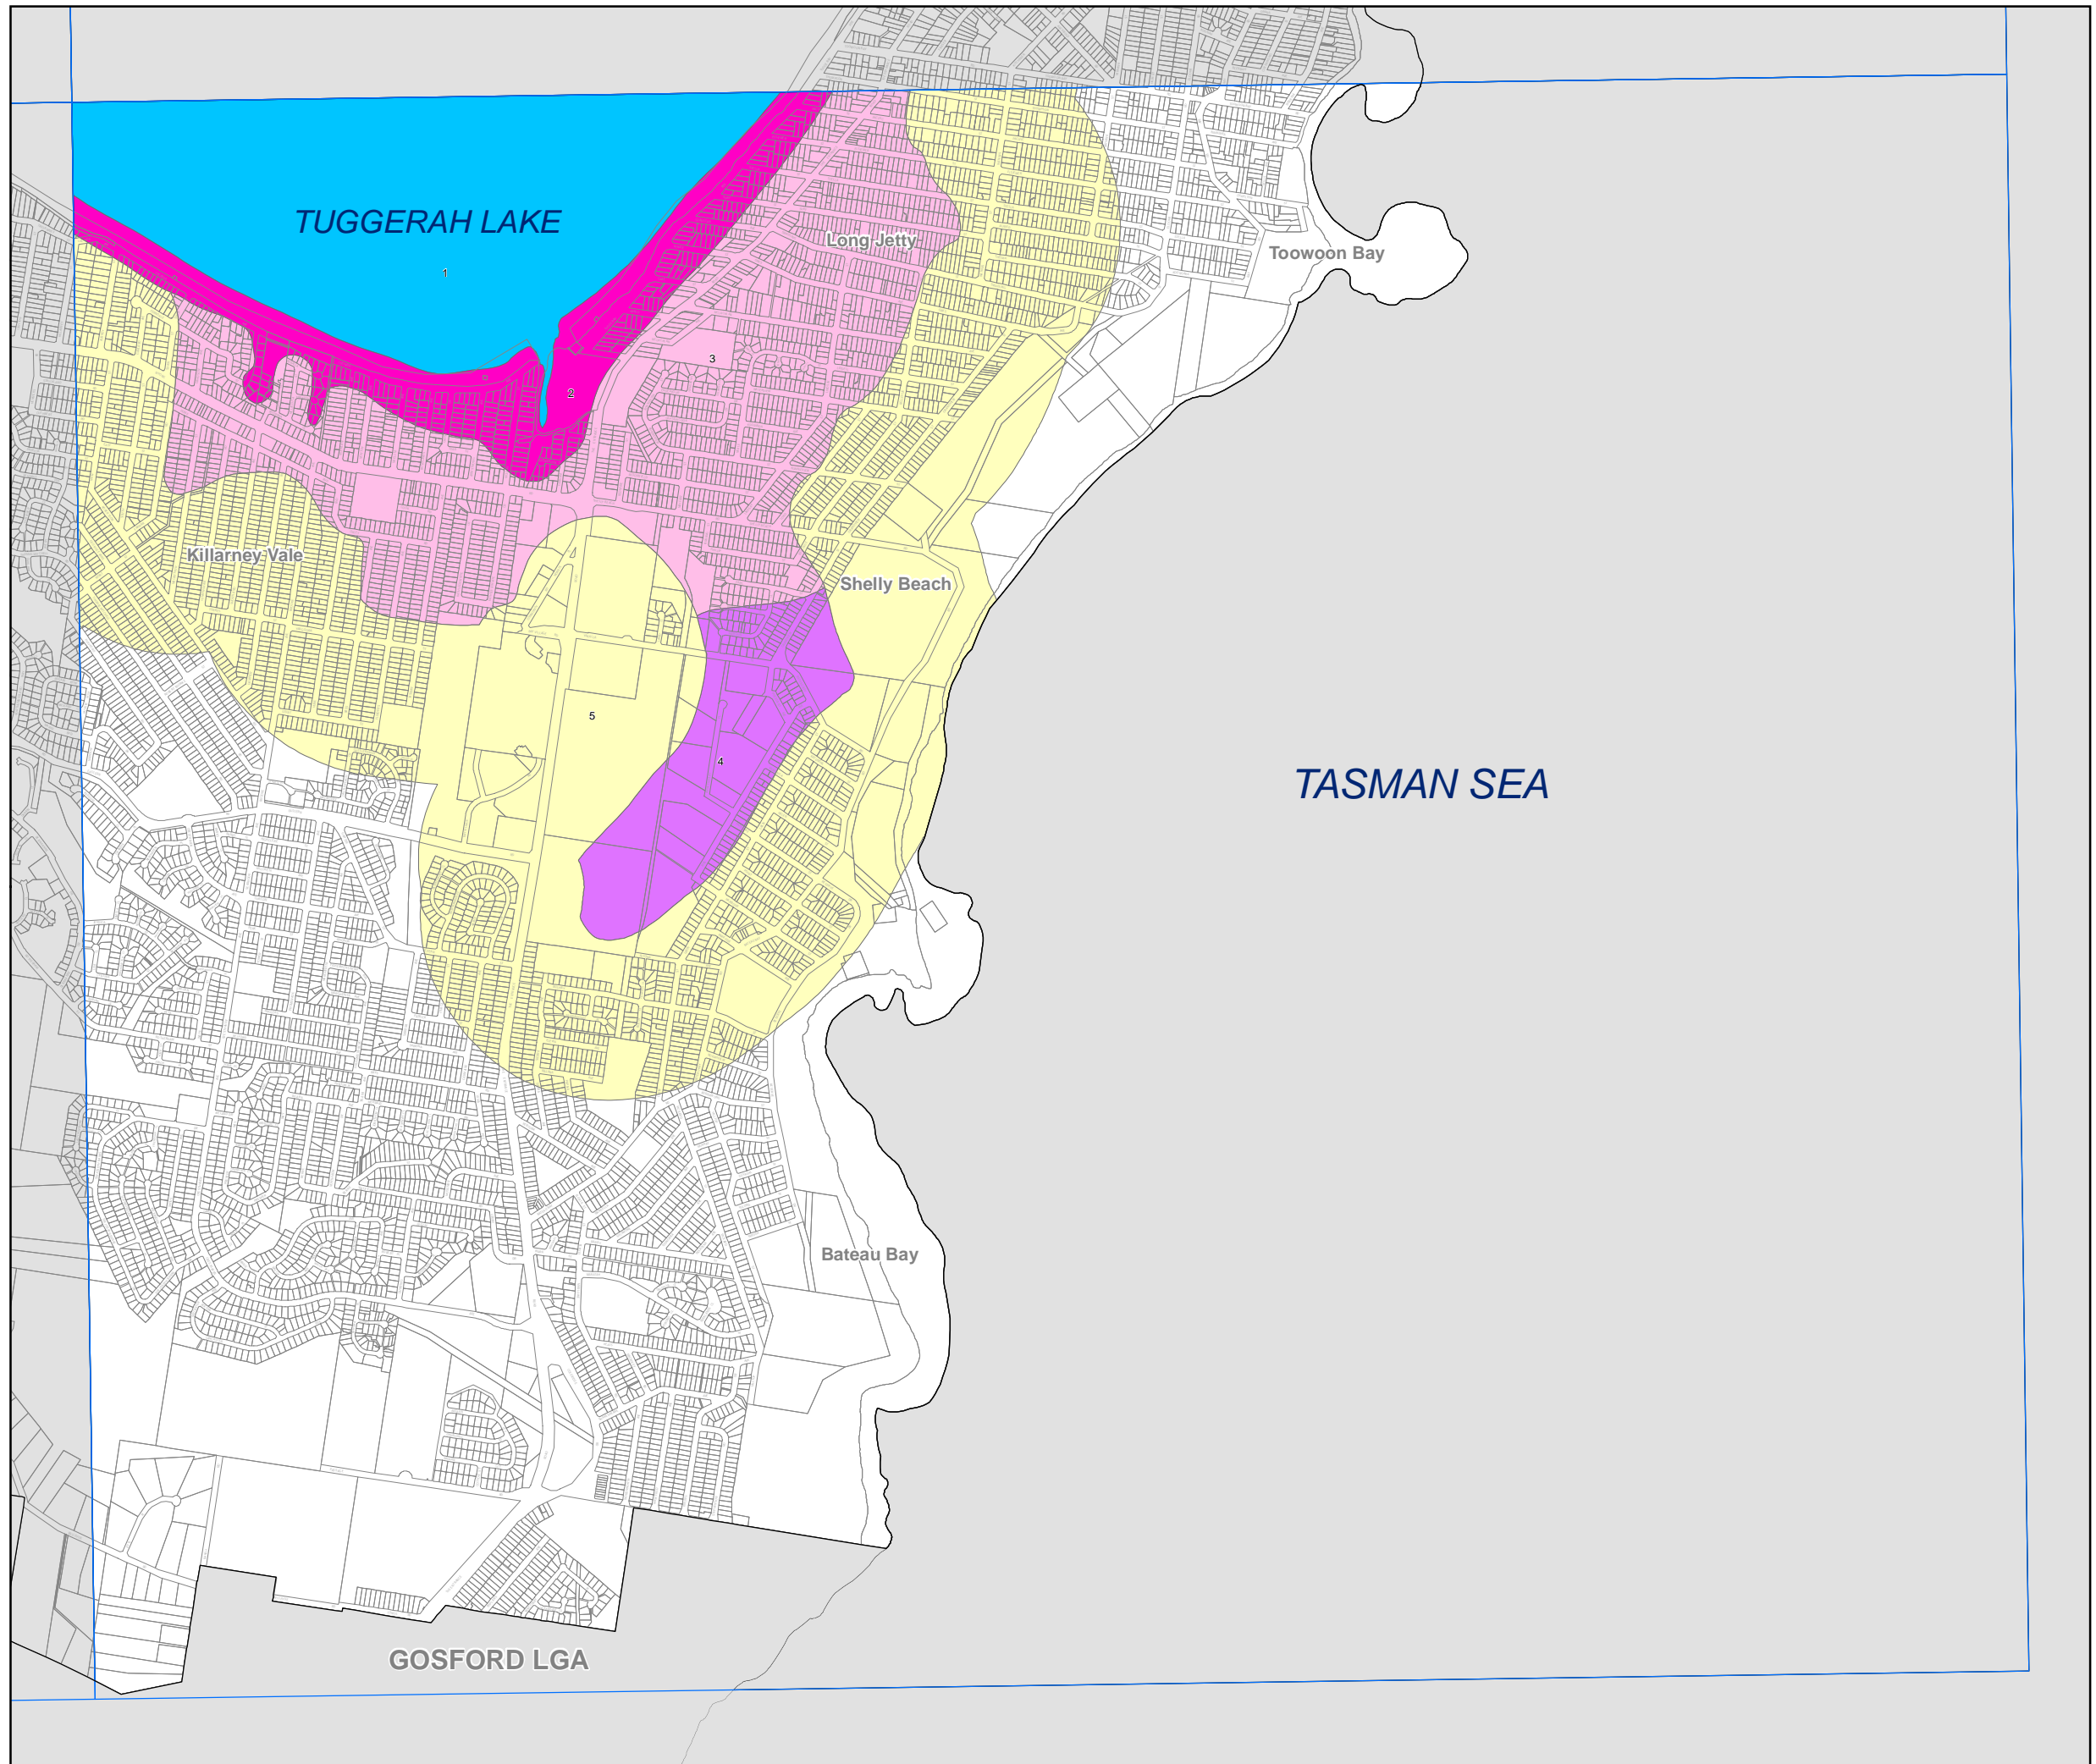 TUGGERAH LAKE
Long Jetty
Toowoon Bay
1
3
2
Killarney Vale
Shelly Beach
5
4
TASMAN SEA
Bateau Bay
GOSFORD LGA